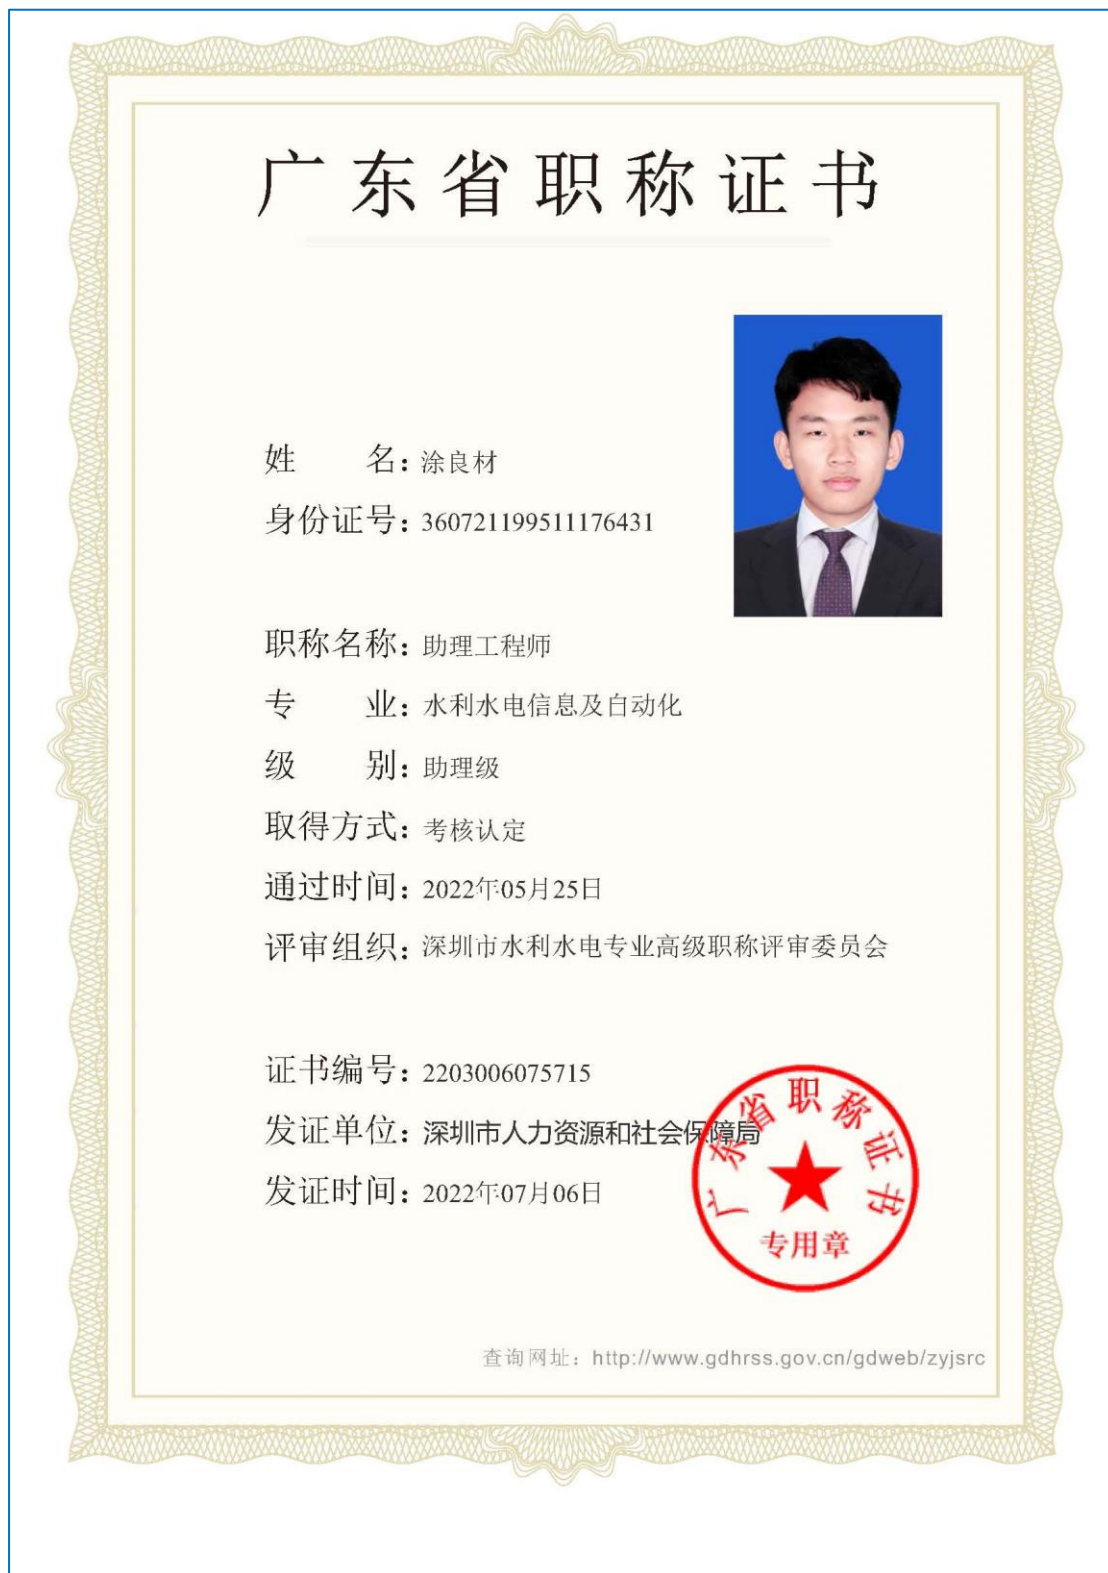 广东省职称证书
姓 名：涂良材
身份证号：360721199511176431
职称名称：助理工程师
专 业：水利水电信息及自动化
级 别：助理级
取得方式：考核认定
通过时间：2022年05月25日
评审组织：深圳市水利水电专业高级职称评审委员会
证书编号：2203006075715
发证单位：深圳市人力资源和社会保障局
发证时间：2022年07月06日
广东省职称证书
专用章
查询网址：http://www.gdhrss.gov.cn/gdweb/zyjsrc